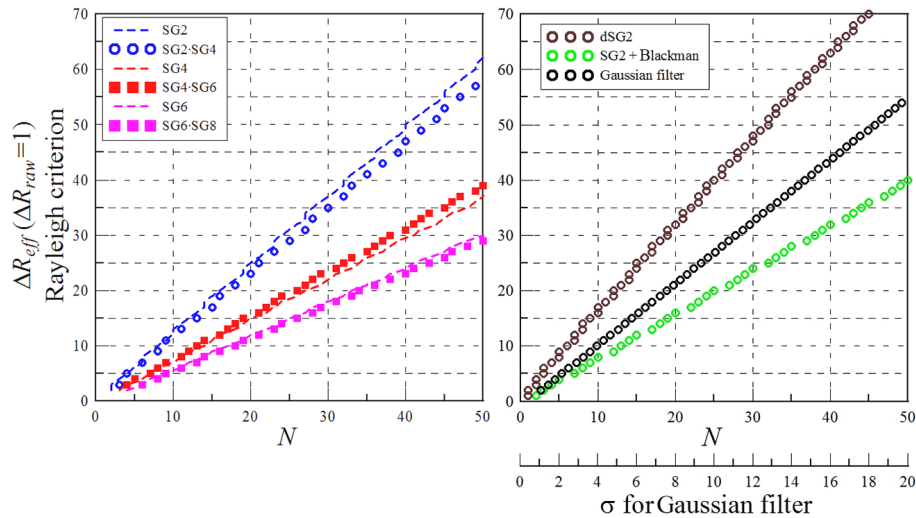 70
60
50
40
30
20
10
0
0 10 20 30 40 50
N
ΔR_eff (ΔR_raw=1)
Rayleigh criterion
SG2
SG2·SG4
SG4
SG4·SG6
SG6
SG6·SG8
70
60
50
40
30
20
10
0
0 10 20 30 40 50
N
dSG2
SG2+Blackman
Gaussian filter
0 2 4 6 8 10 12 14 16 18 20
σ for Gaussian filter